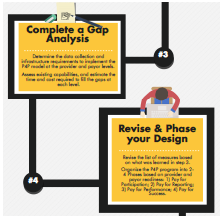 Complete a Gap
Analysis
Determine the data collection and
infrastructure requirements to implement the
P4P model at the provider and payor levels.
Assess existing capabilities, and estimate the
time and cost required to fill the gaps at
each level.
#3
Revise & Phase
your Design
Revise the list of measures based
on what was learned in step 3.
Organize the P4P program into 2-
4 Phases based on provider and
payor readiness: 1) Pay for
Participation; 2) Pay for Reporting;
3) Pay for Performance; 4) Pay for
Success.
#4